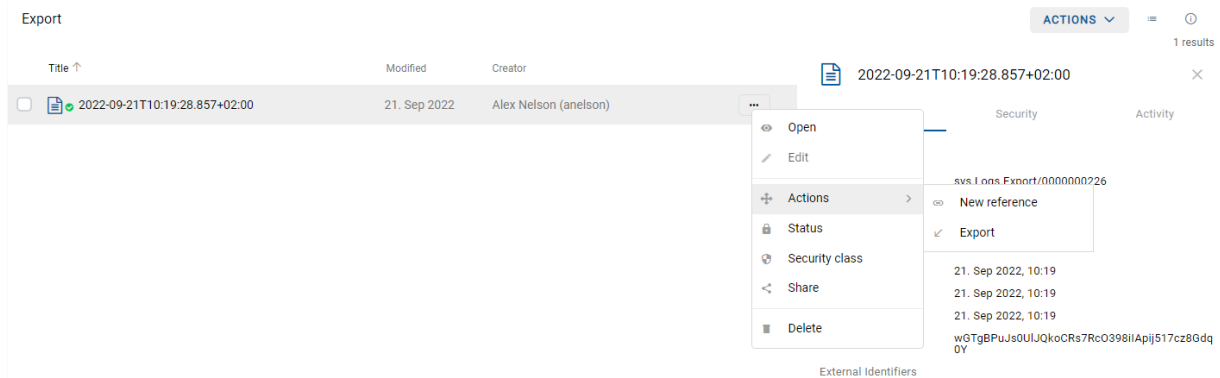 Export
ACTIONS
1 results
Title Modified Creator
2022-09-21T10:19:28.857+02:00
2022-09-21T10:19:28.857+02:00 21. Sep 2022 Alex Nelson (anelson)
Security Activity
Open
Edit
sys.Logs.Export/0000000226
Actions
New reference
Status
Export
Security class
21. Sep 2022, 10:19
Share
21. Sep 2022, 10:19
21. Sep 2022, 10:19
Delete
wGTgBPuJs0UlJQkoCRs7RcO398iIApij517cz8Gdq
0Y
External Identifiers